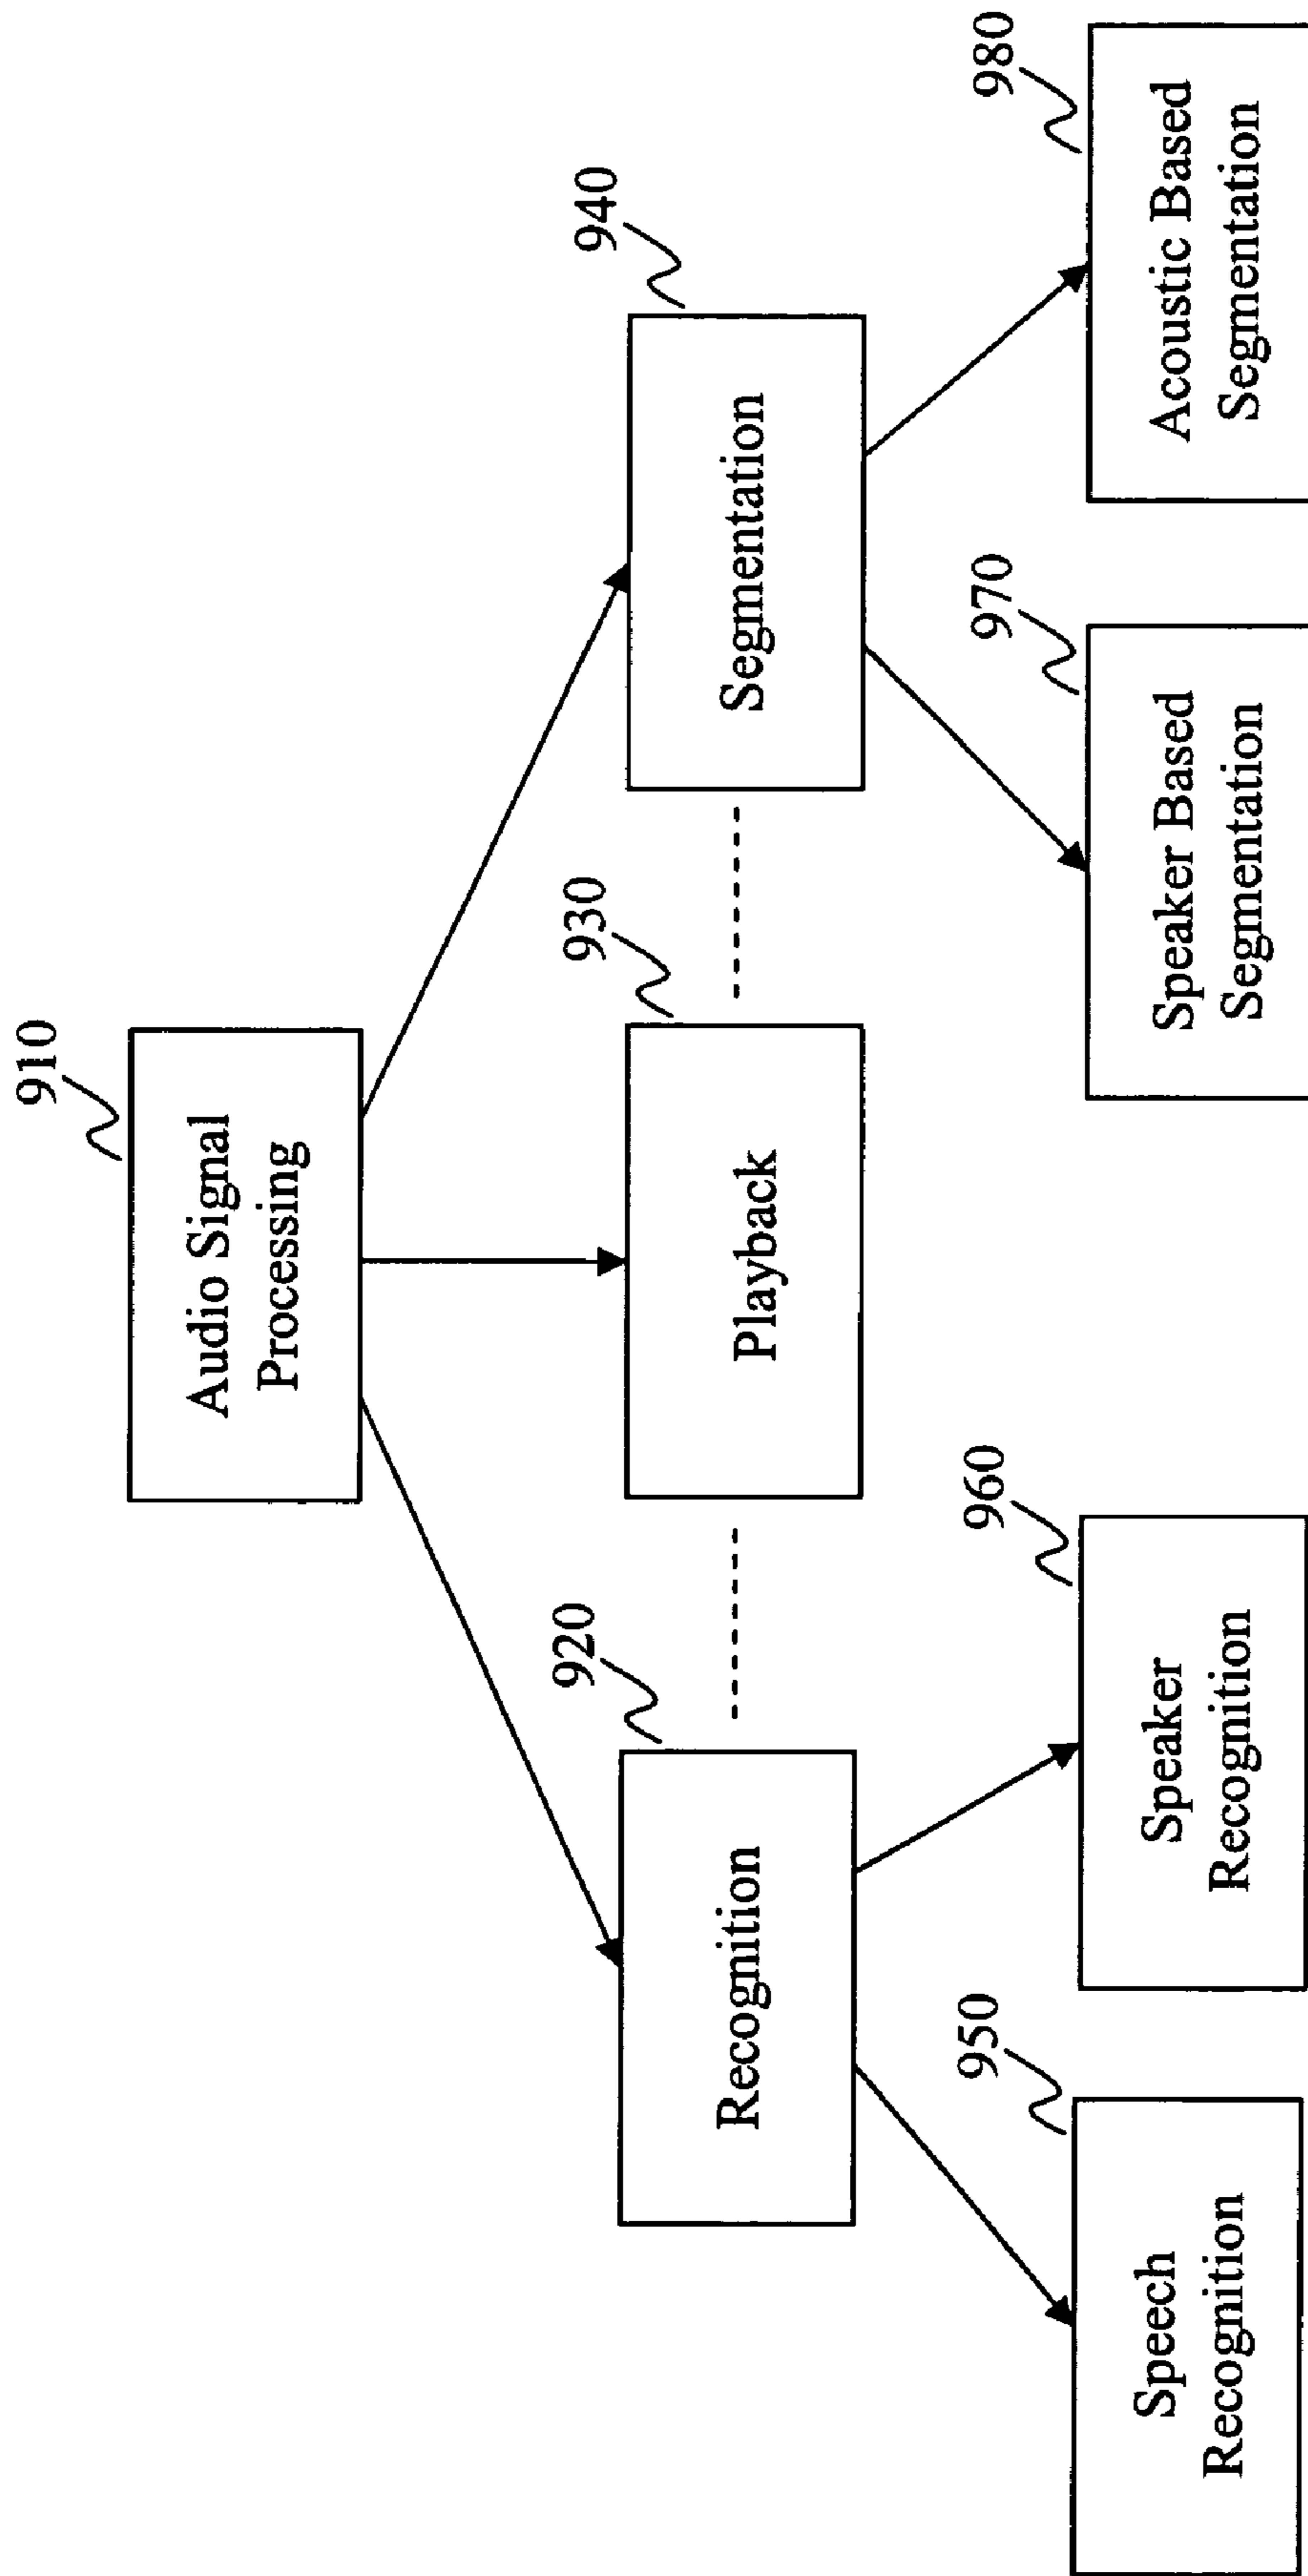 910
Audio Signal
Processing
920
Recognition
930
Playback
940
Segmentation
950
Speech
Recognition
960
Speaker
Recognition
970
Speaker Based
Segmentation
980
Acoustic Based
Segmentation